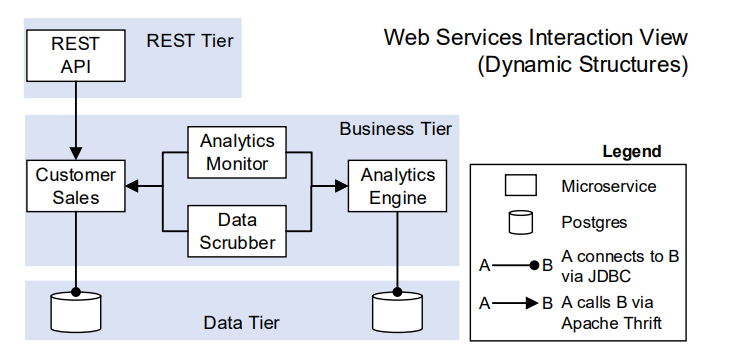 REST
API
REST Tier
Web Services Interaction View
(Dynamic Structures)
Business Tier
Analytics
Monitor
Customer
Sales
Analytics
Engine
Data
Scrubber
Data Tier
Legend
Microservice
Postgres
A B A connects to B
via JDBC
A B A calls B via
Apache Thrift